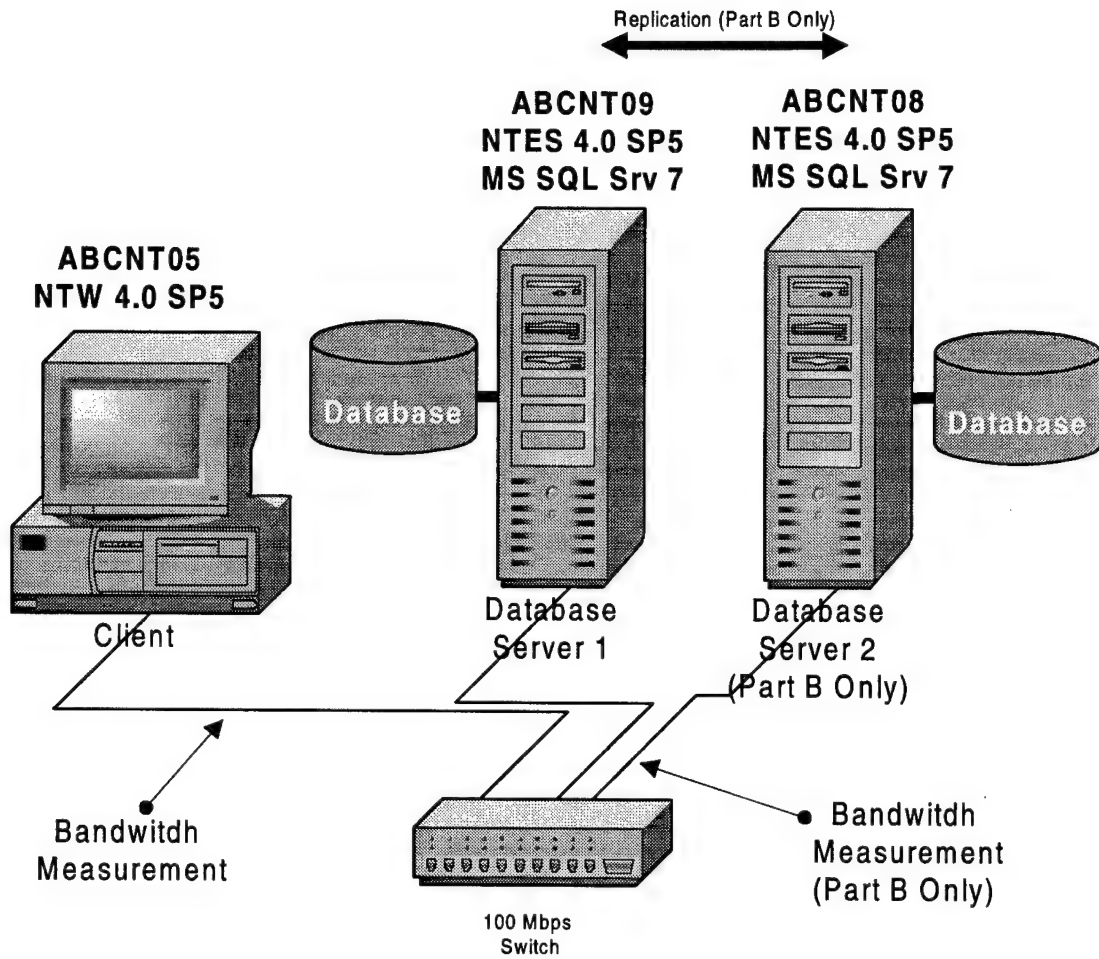 Replication (Part B Only)
ABCNT09
NTES 4.0 SP5
MS SQL Srv 7
ABCNT08
NTES 4.0 SP5
MS SQL Srv 7
ABCNT05
NTW 4.0 SP5
Database
Database
Client
Database
Server 1
Database
Server 2
(Part B Only)
Bandwitdh
Measurement
Bandwitdh
Measurement
(Part B Only)
100 Mbps
Switch